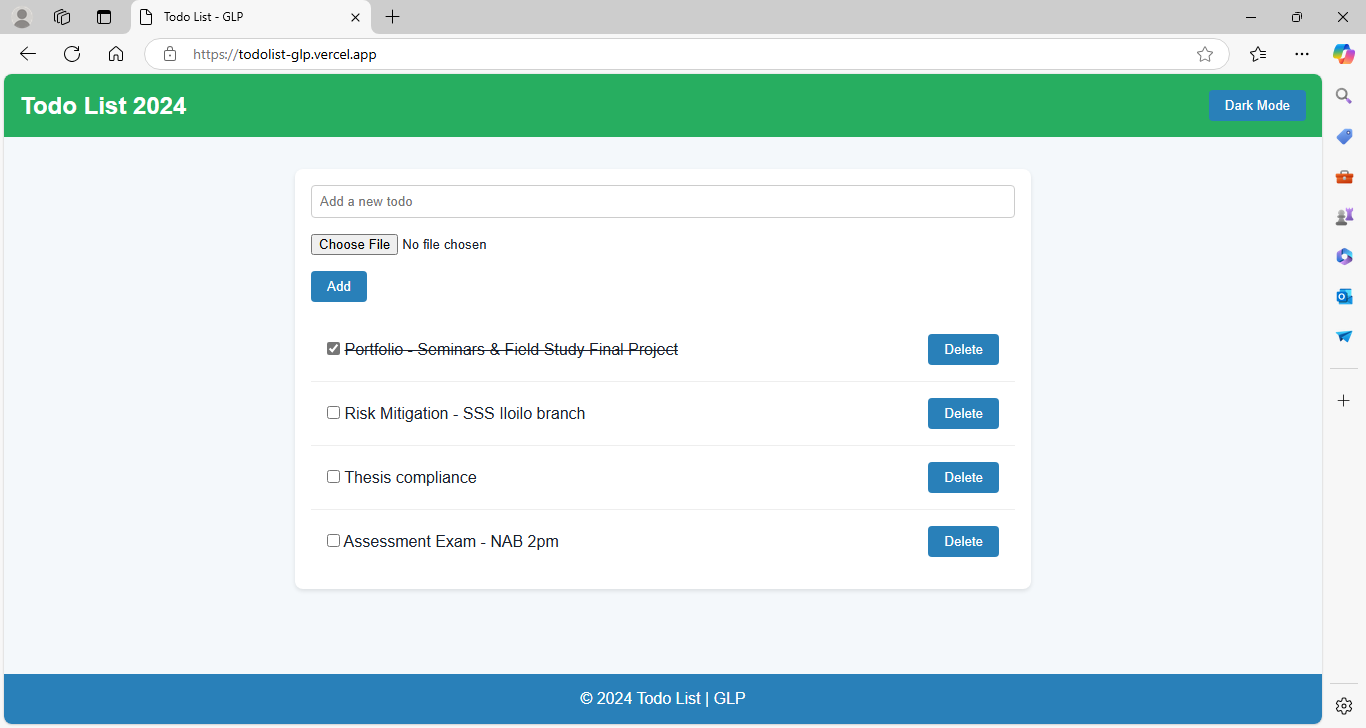 Todo List - GLP
https://todolist-glp.vercel.app
Todo List 2024
Dark Mode
Add a new todo
Choose File No file chosen
Add
Portfolio - Seminars & Field Study Final Project Delete
Risk Mitigation - SSS Iloilo branch Delete
Thesis compliance Delete
Assessment Exam - NAB 2pm Delete
© 2024 Todo List | GLP